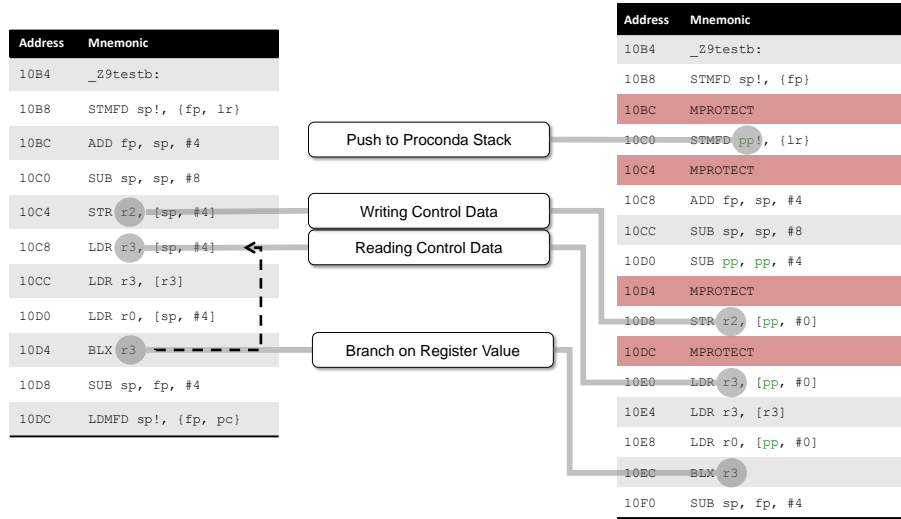 Address Mnemonic
10B4 _Z9testb:
10B8 STMFD sp!, {fp, lr}
10BC ADD fp, sp, #4
10C0 SUB sp, sp, #8
10C4 STR r2, [sp, #4]
10C8 LDR r3, [sp, #4]
10CC LDR r3, [r3]
10D0 LDR r0, [sp, #4]
10D4 BLX r3
10D8 SUB sp, fp, #4
10DC LDMFD sp!, {fp, pc}
Push to Proconda Stack
Writing Control Data
Reading Control Data
Branch on Register Value
Address Mnemonic
10B4 _Z9testb:
10B8 STMFD sp!, {fp}
10BC MPROTECT
10C0 STMFD pp!, {lr}
10C4 MPROTECT
10C8 ADD fp, sp, #4
10CC SUB sp, sp, #8
10D0 SUB pp, pp, #4
10D4 MPROTECT
10D8 STR r2, [pp, #0]
10DC MPROTECT
10E0 LDR r3, [pp, #0]
10E4 LDR r3, [r3]
10E8 LDR r0, [pp, #0]
10EC BLX r3
10F0 SUB sp, fp, #4